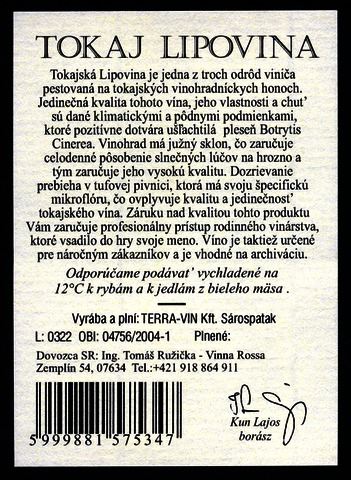 TOKAJ LIPOVINA
Tokajská Lipovina je jedna z troch odrôd viniča
pestovaná na tokajských vinohradníckych honoch.
Jedinečná kvalita tohoto vína, jeho vlastnosti a chuť
sú dané klimatickými a pôdnymi podmienkami,
ktoré pozitívne dotvára ušľachtilá pleseň Botrytis
Cinerea. Vinohrad má južný sklon, čo zaručuje
celodenné pôsobenie slnečných lúčov na hrozno a
tým zaručuje jeho vysokú kvalitu. Dozrievanie
prebieha v tufovej pivnici, ktorá má svoju špecifickú
mikroflóru, čo ovplyvuje kvalitu a jedinečnosť
tokajského vína. Záruku nad kvalitou tohto produktu
Vám zaručuje profesionálny prístup rodinného vinárstva,
ktoré vsadilo do hry svoje meno. Víno je taktiež určené
pre náročným zákazníkov a je vhodné na archiváciu.
Odporúčame podávať vychladené na
12°C k rybám a k jedlám z bieleho mäsa .
Vyrába a plní: TERRA-VIN Kft. Sárospatak
L: 0322 OBI: 04756/2004-1 Plnené:
Dovozca SR: Ing. Tomáš Ružička - Vinna Rossa
Zemplín 54, 07634 Tel.:+421 918 864 911
Kun Lajos
borász
5 999881 575347